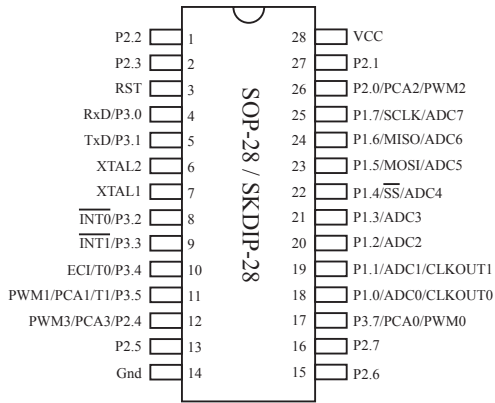 P2.2 1 28 VCC
P2.3 2 27 P2.1
RST 3 26 P2.0/PCA2/PWM2
RxD/P3.0 4 25 P1.7/SCLK/ADC7
TxD/P3.1 5 24 P1.6/MISO/ADC6
XTAL2 6 23 P1.5/MOSI/ADC5
XTAL1 7 22 P1.4/SS/ADC4
INT0/P3.2 8 21 P1.3/ADC3
INT1/P3.3 9 20 P1.2/ADC2
ECI/T0/P3.4 10 19 P1.1/ADC1/CLKOUT1
PWM1/PCA1/T1/P3.5 11 18 P1.0/ADC0/CLKOUT0
PWM3/PCA3/P2.4 12 17 P3.7/PCA0/PWM0
P2.5 13 16 P2.7
Gnd 14 15 P2.6
SOP-28 / SKDIP-28